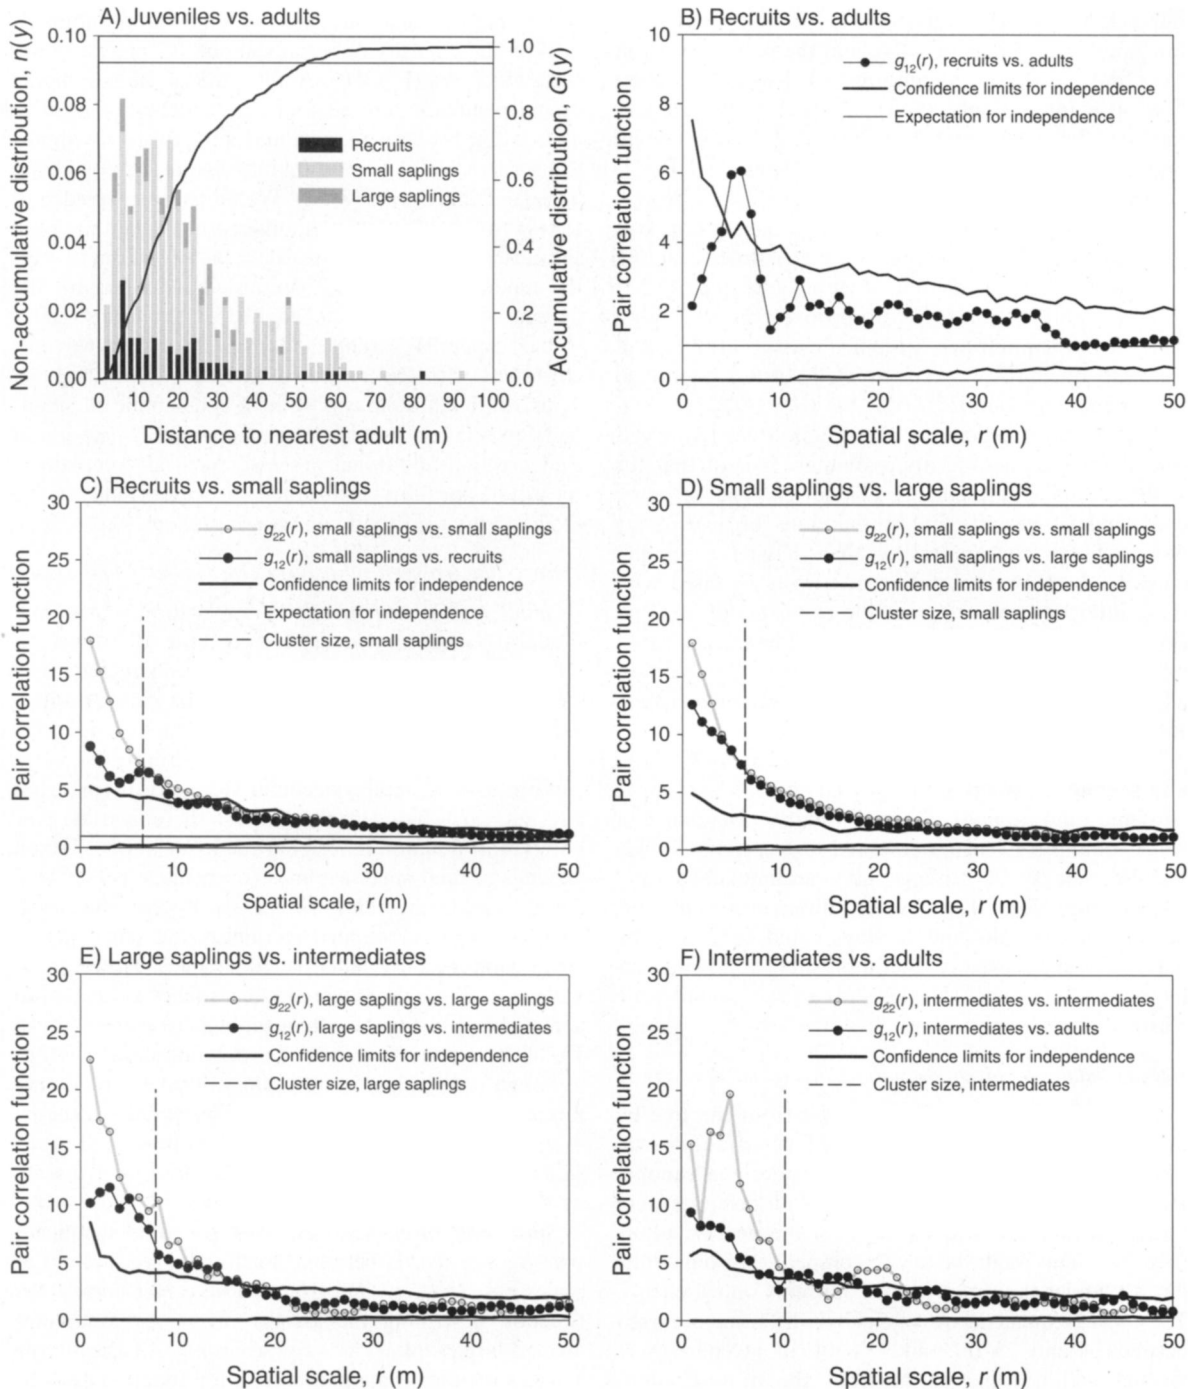 A) Juveniles vs. adults
Non-accumulative distribution, n(y)
0.10
0.08
0.06
0.04
0.02
0.00
1.0
0.8
0.6
0.4
0.2
0.0
Accumulative distribution, G(y)
Recruits
Small saplings
Large saplings
0 10 20 30 40 50 60 70 80 90 100
Distance to nearest adult (m)
B) Recruits vs. adults
Pair correlation function
10
8
6
4
2
0
g12(r), recruits vs. adults
Confidence limits for independence
Expectation for independence
0 10 20 30 40 50
Spatial scale, r (m)
C) Recruits vs. small saplings
Pair correlation function
30
25
20
15
10
5
0
g22(r), small saplings vs. small saplings
g12(r), small saplings vs. recruits
Confidence limits for independence
Expectation for independence
Cluster size, small saplings
0 10 20 30 40 50
Spatial scale, r (m)
D) Small saplings vs. large saplings
Pair correlation function
30
25
20
15
10
5
0
g22(r), small saplings vs. small saplings
g12(r), small saplings vs. large saplings
Confidence limits for independence
Cluster size, small saplings
0 10 20 30 40 50
Spatial scale, r (m)
E) Large saplings vs. intermediates
Pair correlation function
30
25
20
15
10
5
0
g22(r), large saplings vs. large saplings
g12(r), large saplings vs. intermediates
Confidence limits for independence
Cluster size, large saplings
0 10 20 30 40 50
Spatial scale, r (m)
F) Intermediates vs. adults
Pair correlation function
30
25
20
15
10
5
0
g22(r), intermediates vs. intermediates
g12(r), intermediates vs. adults
Confidence limits for independence
Cluster size, intermediates
0 10 20 30 40 50
Spatial scale, r (m)